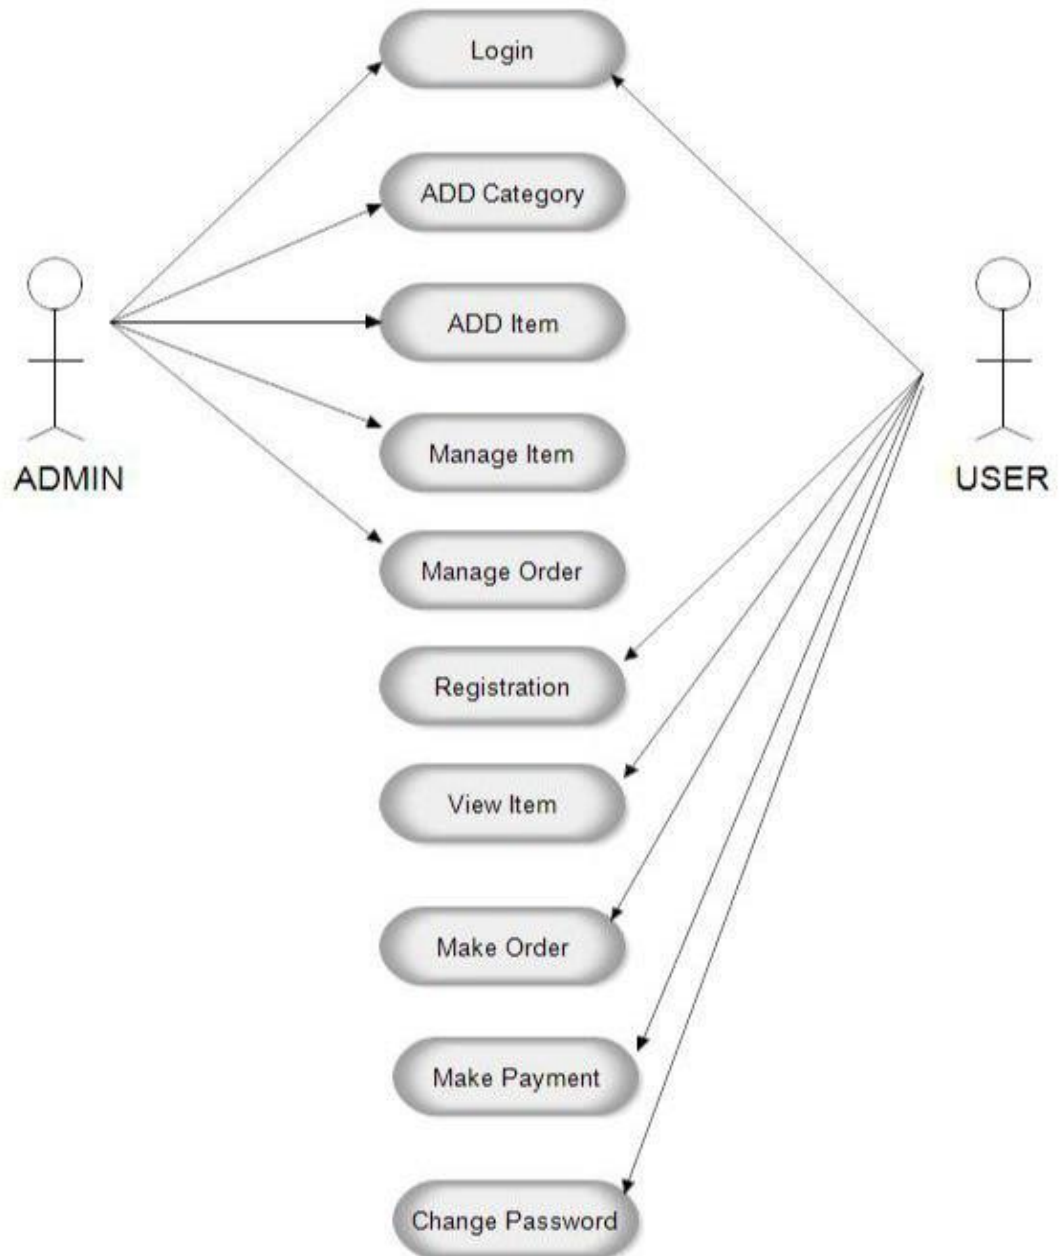 Login
ADD Category
ADD Item
Manage Item
ADMIN
USER
Manage Order
Registration
View Item
Make Order
Make Payment
Change Password